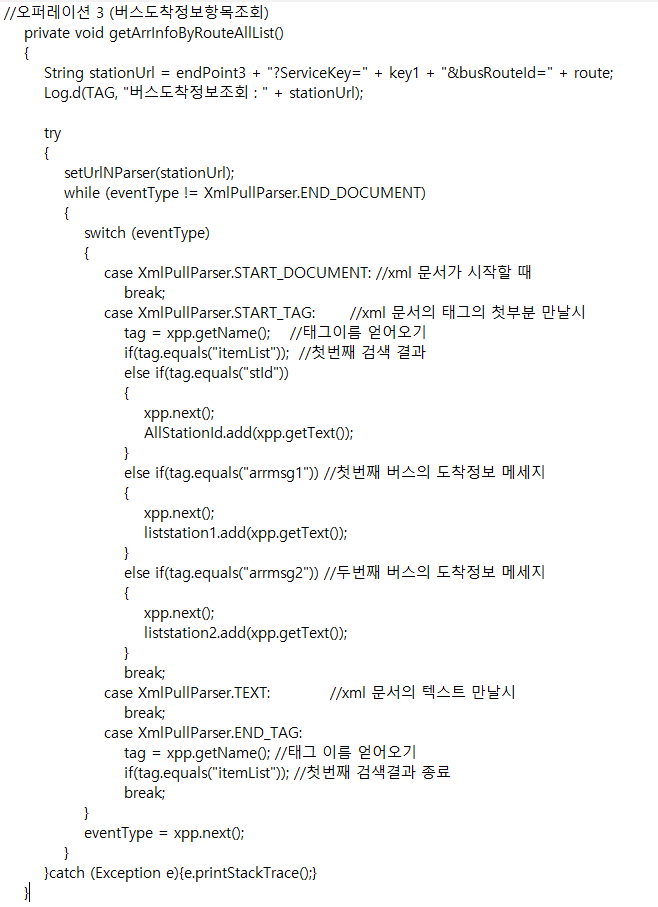 //오퍼레이션 3 (버스도착정보항목조회)
private void getArrInfoByRouteAllList()
{
String stationUrl = endPoint3 + "?ServiceKey=" + key1 + "&busRouteId=" + route;
Log.d(TAG, "버스도착정보조회 : " + stationUrl);
try
{
setUrlNParser(stationUrl);
while (eventType != XmlPullParser.END_DOCUMENT)
{
switch (eventType)
{
case XmlPullParser.START_DOCUMENT: //xml 문서가 시작할 때
break;
case XmlPullParser.START_TAG: //xml 문서의 태그의 첫부분 만날시
tag = xpp.getName(); //태그이름 얻어오기
if(tag.equals("itemList")); //첫번째 검색 결과
else if(tag.equals("stId"))
{
xpp.next();
AllStationId.add(xpp.getText());
}
else if(tag.equals("arrmsg1")) //첫번째 버스의 도착정보 메세지
{
xpp.next();
liststation1.add(xpp.getText());
}
else if(tag.equals("arrmsg2")) //두번째 버스의 도착정보 메세지
{
xpp.next();
liststation2.add(xpp.getText());
}
break;
case XmlPullParser.TEXT: //xml 문서의 텍스트 만날시
break;
case XmlPullParser.END_TAG:
tag = xpp.getName(); //태그 이름 얻어오기
if(tag.equals("itemList")); //첫번째 검색결과 종료
break;
}
eventType = xpp.next();
}
}catch (Exception e){e.printStackTrace();}
}